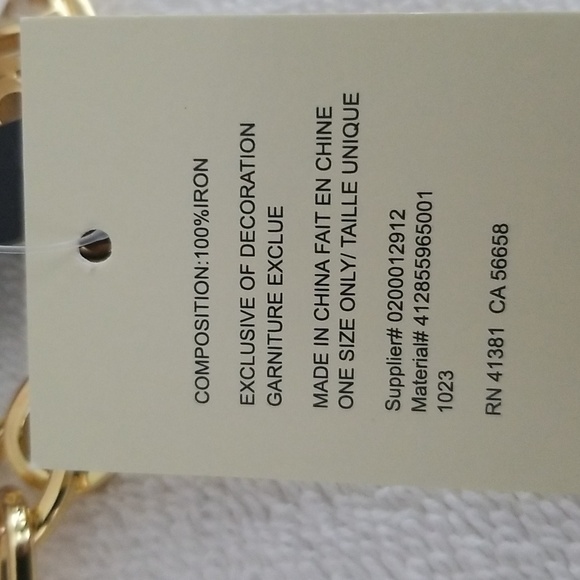 COMPOSITION:100%IRON
EXCLUSIVE OF DECORATION
GARNITURE EXCLUE
MADE IN CHINA FAIT EN CHINE
ONE SIZE ONLY/ TAILLE UNIQUE
Supplier# 0200012912
Material# 412855965001
1023
RN 41381 CA 56658